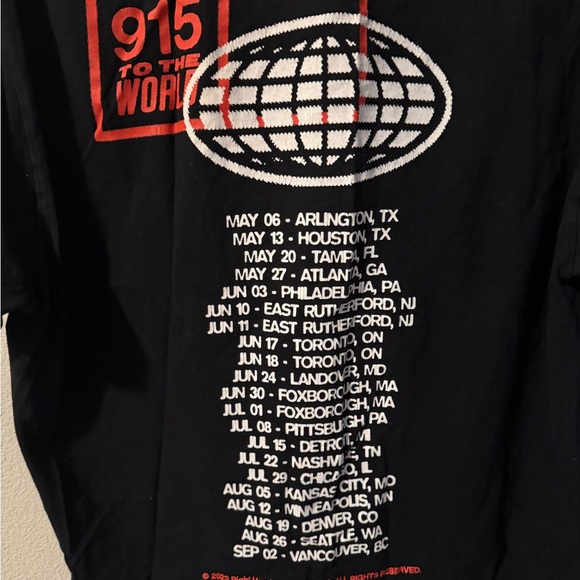 915
TO THE
WORLD
MAY 06 - ARLINGTON, TX
MAY 13 - HOUSTON, TX
MAY 20 - TAMPA, FL
MAY 27 - ATLANTA, GA
JUN 03 - PHILADELPHIA, PA
JUN 10 - EAST RUTHERFORD, NJ
JUN 11 - EAST RUTHERFORD, NJ
JUN 17 - TORONTO, ON
JUN 18 - TORONTO, ON
JUN 24 - LANDOVER, MD
JUN 30 - FOXBOROUGH, MA
JUL 01 - FOXBOROUGH, MA
JUL 08 - PITTSBURGH PA
JUL 15 - DETROIT, MI
JUL 22 - NASHVILLE, TN
JUL 29 - CHICAGO, IL
AUG 05 - KANSAS CITY, MO
AUG 12 - MINNEAPOLIS, MN
AUG 19 - DENVER, CO
AUG 26 - SEATTLE, WA
SEP 02 - VANCOUVER, BC
© 2023 ALL RIGHTS RESERVED.